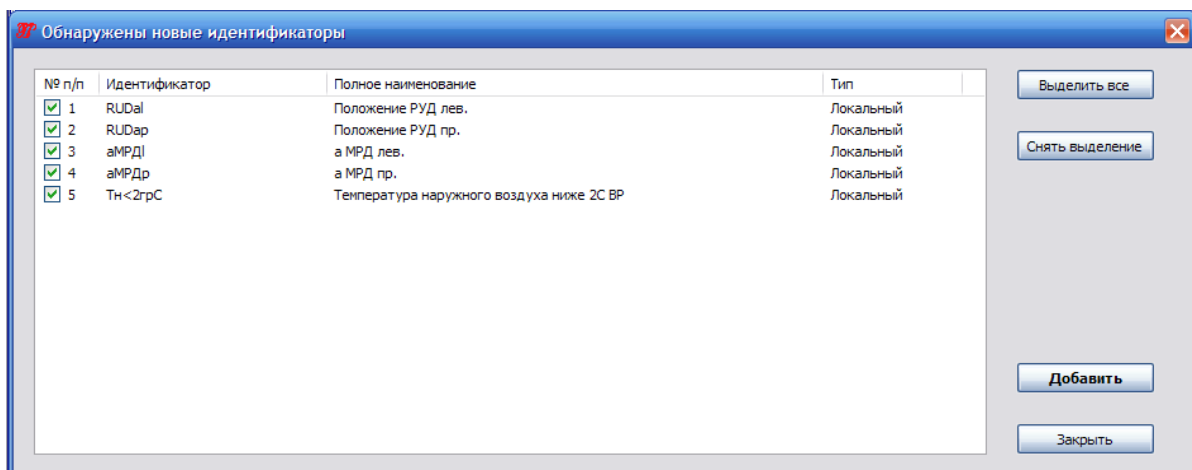 Обнаружены новые идентификаторы
№ п/п Идентификатор Полное наименование Тип
1 RUDal Положение РУД лев. Локальный
2 RUDap Положение РУД пр. Локальный
3 аМРДl а МРД лев. Локальный
4 аМРДр а МРД пр. Локальный
5 Тн<2грС Температура наружного воздуха ниже 2С ВР Локальный
Выделить все
Снять выделение
Добавить
Закрыть